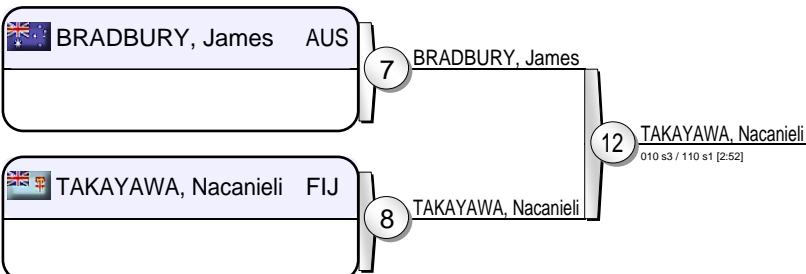 BRADBURY, James AUS
7
BRADBURY, James
12
TAKAYAWA, Nacanieli
010 s3 / 110 s1 [2:52]
TAKAYAWA, Nacanieli FIJ
8
TAKAYAWA, Nacanieli